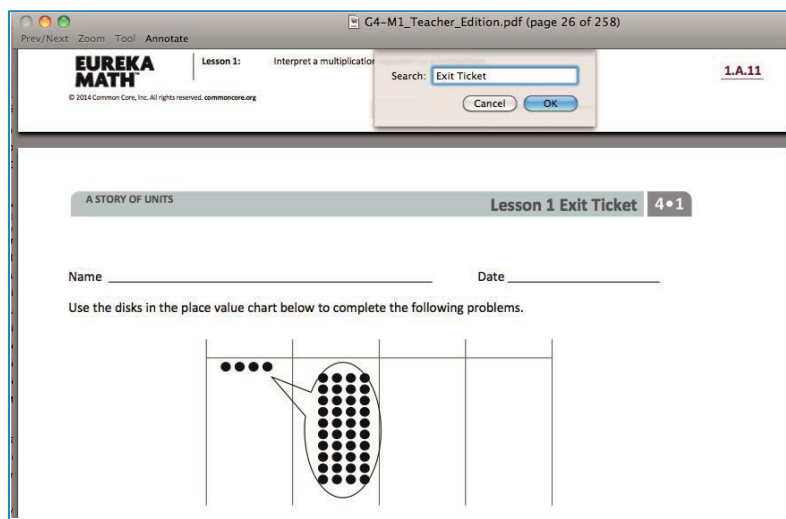 G4-M1_Teacher_Edition.pdf (page 26 of 258)
Prev/Next Zoom Tool Annotate
EUREKA
MATH™
Lesson 1:
Interpret a multiplication
Search: Exit Ticket
Cancel
OK
1.A.11
© 2014 Common Core, Inc. All rights reserved. commoncore.org
A STORY OF UNITS
Lesson 1 Exit Ticket
4•1
Name
Date
Use the disks in the place value chart below to complete the following problems.